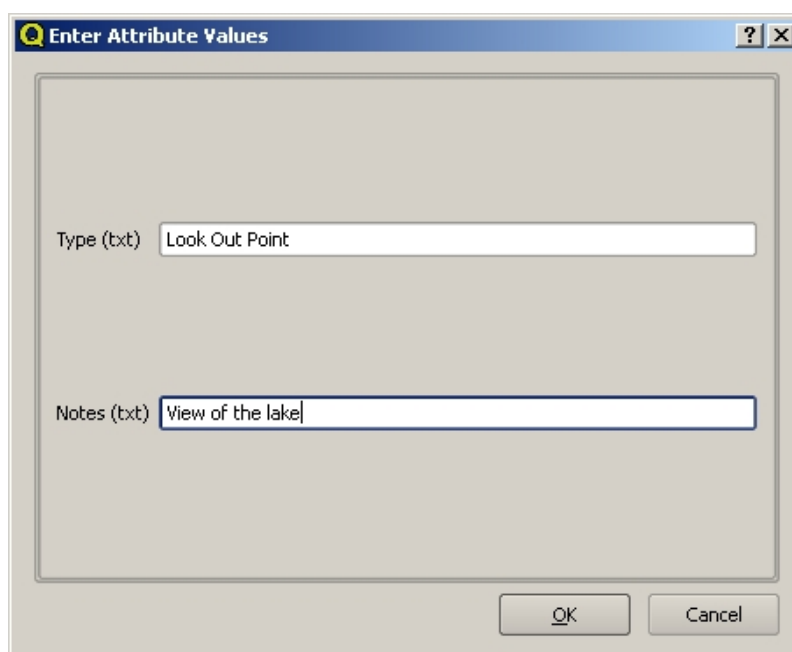 Enter Attribute Values
Type (txt) Look Out Point
Notes (txt) View of the lake
OK Cancel